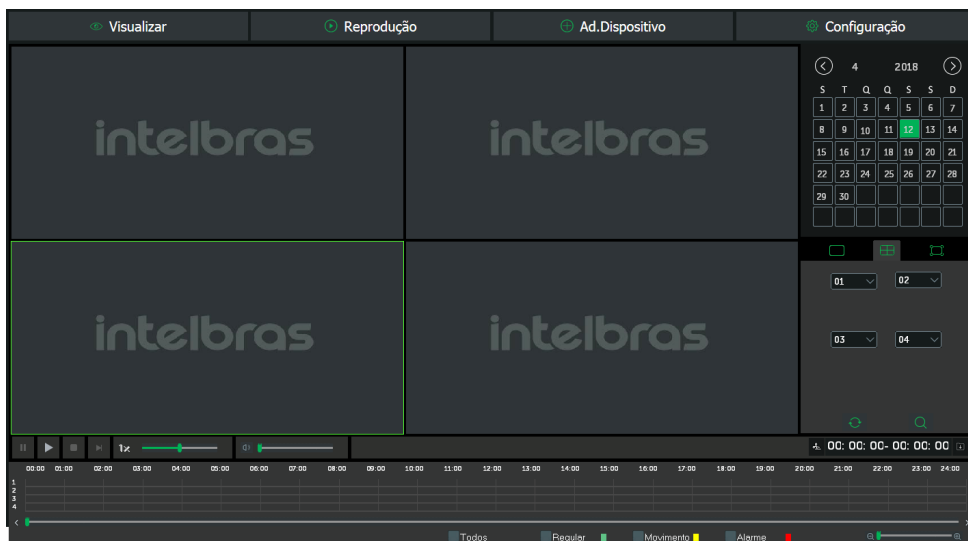 Visualizar Reprodução Ad.Dispositivo Configuração
intelbras intelbras
intelbras intelbras
4 2018
S T Q Q S S D
1 2 3 4 5 6 7
8 9 10 11 12 13 14
15 16 17 18 19 20 21
22 23 24 25 26 27 28
29 30
01 02
03 04
1x
00: 00: 00- 00: 00: 00
00:00 01:00 02:00 03:00 04:00 05:00 06:00 07:00 08:00 09:00 10:00 11:00 12:00 13:00 14:00 15:00 16:00 17:00 18:00 19:00 20:00 21:00 22:00 23:00 24:00
1
2
3
4
Todos Regular Movimento Alarme